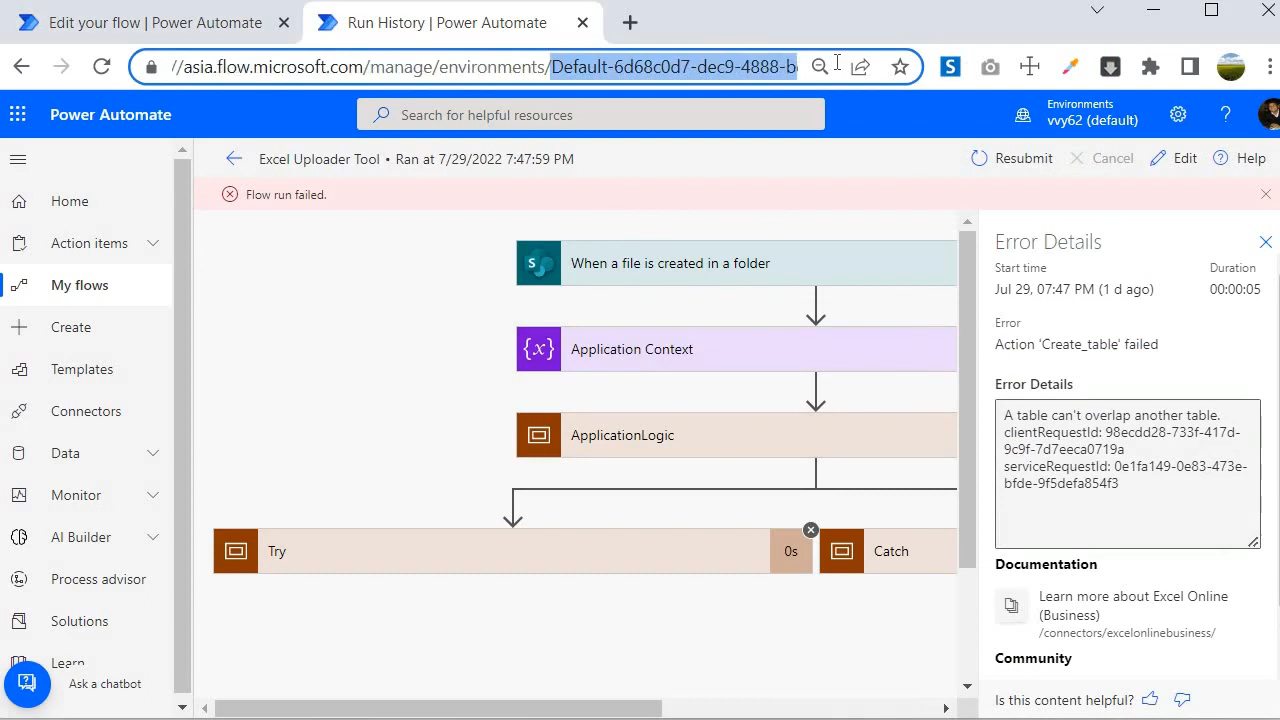 Edit your flow | Power Automate
Run History | Power Automate
//asia.flow.microsoft.com/manage/environments/Default-6d68c0d7-dec9-4888-b
S
Power Automate
Search for helpful resources
Environments
vvy62 (default)
Excel Uploader Tool • Ran at 7/29/2022 7:47:59 PM
Resubmit
Cancel
Edit
Help
Flow run failed.
Home
Action items
My flows
Create
Templates
Connectors
Data
Monitor
AI Builder
Process advisor
Solutions
Learn
Ask a chatbot
S
When a file is created in a folder
{x}
Application Context
ApplicationLogic
Try
0s
Catch
Error Details
Start time
Duration
Jul 29, 07:47 PM (1 d ago)
00:00:05
Error
Action 'Create_table' failed
Error Details
A table can't overlap another table.
clientRequestId: 98ecdd28-733f-417d-
9c9f-7d7eeca0719a
serviceRequestId: 0e1fa149-0e83-473e-
bfde-9f5defa854f3
Documentation
Learn more about Excel Online
(Business)
/connectors/excelonlinebusiness/
Community
Is this content helpful?